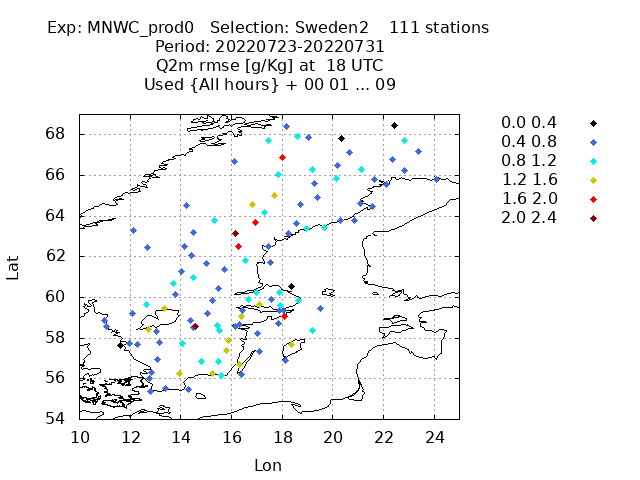 Exp: MNWC_prod0 Selection: Sweden2 111 stations
Period: 20220723-20220731
Q2m rmse [g/Kg] at 18 UTC
Used {All hours} + 00 01 ... 09
0.0 0.4
0.4 0.8
0.8 1.2
1.2 1.6
1.6 2.0
2.0 2.4
Lat
68
66
64
62
60
58
56
54
10 12 14 16 18 20 22 24
Lon